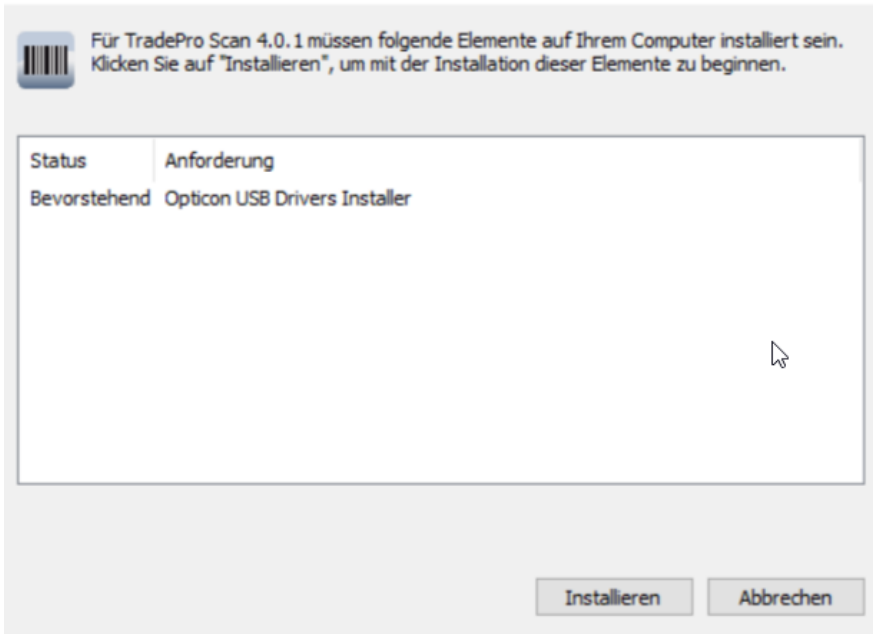 Für TradePro Scan 4.0.1 müssen folgende Elemente auf Ihrem Computer installiert sein.
Klicken Sie auf "Installieren", um mit der Installation dieser Elemente zu beginnen.
Status Anforderung
Bevorstehend Opticon USB Drivers Installer
Installieren Abbrechen